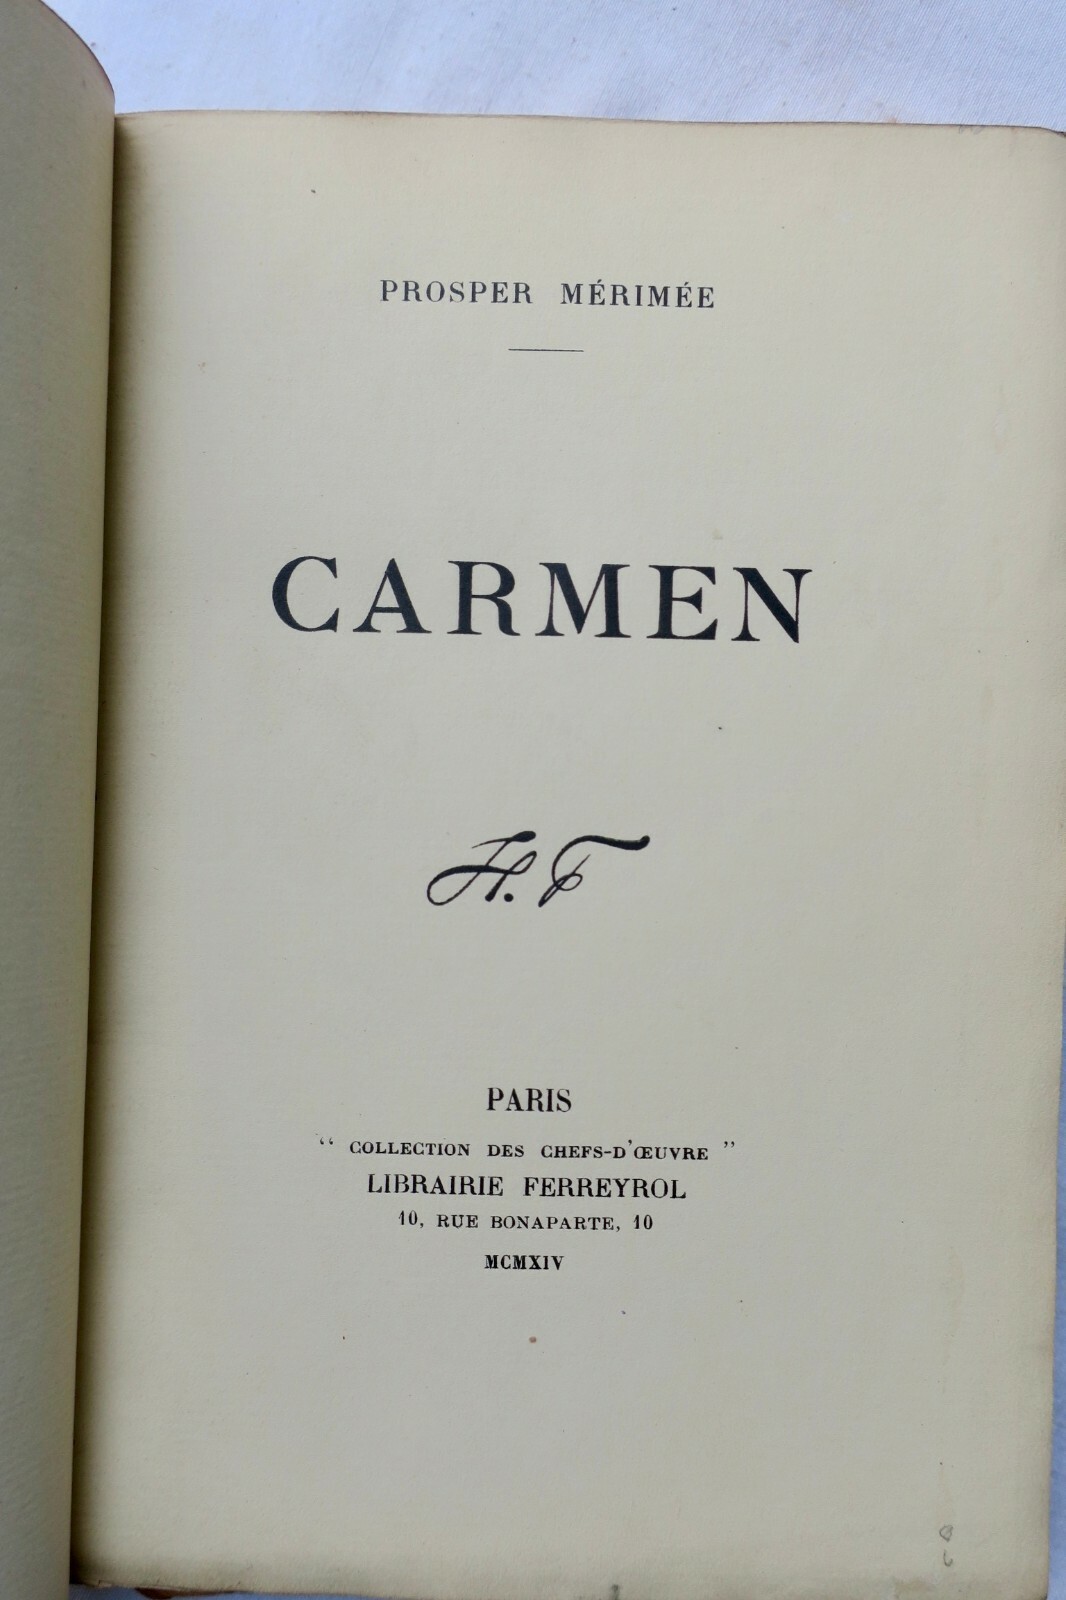 PROSPER MÉRIMÉE
CARMEN
H. F
PARIS
“ COLLECTION DES CHEFS-D'ŒUVRE ”
LIBRAIRIE FERREYROL
10, RUE BONAPARTE, 10
MCMXIV